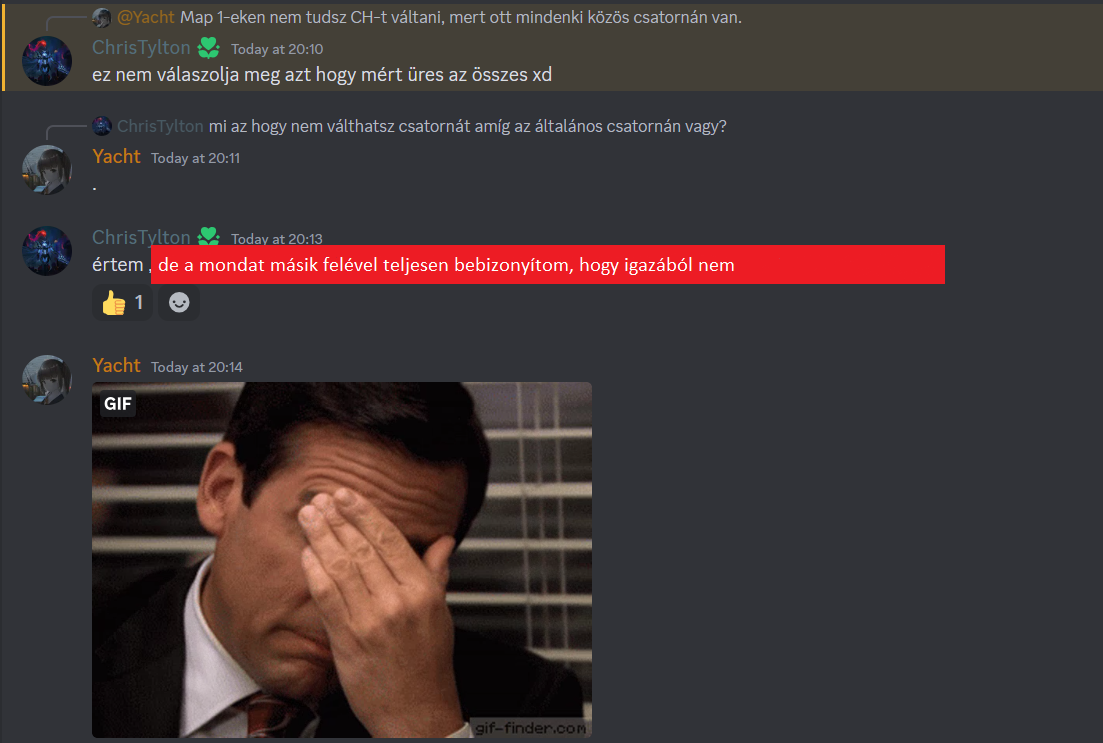 @Yacht Map 1-eken nem tudsz CH-t váltani, mert ott mindenki közös csatornán van.
ChrisTylton Today at 20:10
ez nem válaszolja meg azt hogy mért üres az összes xd
ChrisTylton mi az hogy nem válthatsz csatornát amíg az általános csatornán vagy?
Yacht Today at 20:11
.
ChrisTylton Today at 20:13
értem , de a mondat másik felével teljesen bebizonyítom, hogy igazából nem
1
Yacht Today at 20:14
GIF
gif-finder.com